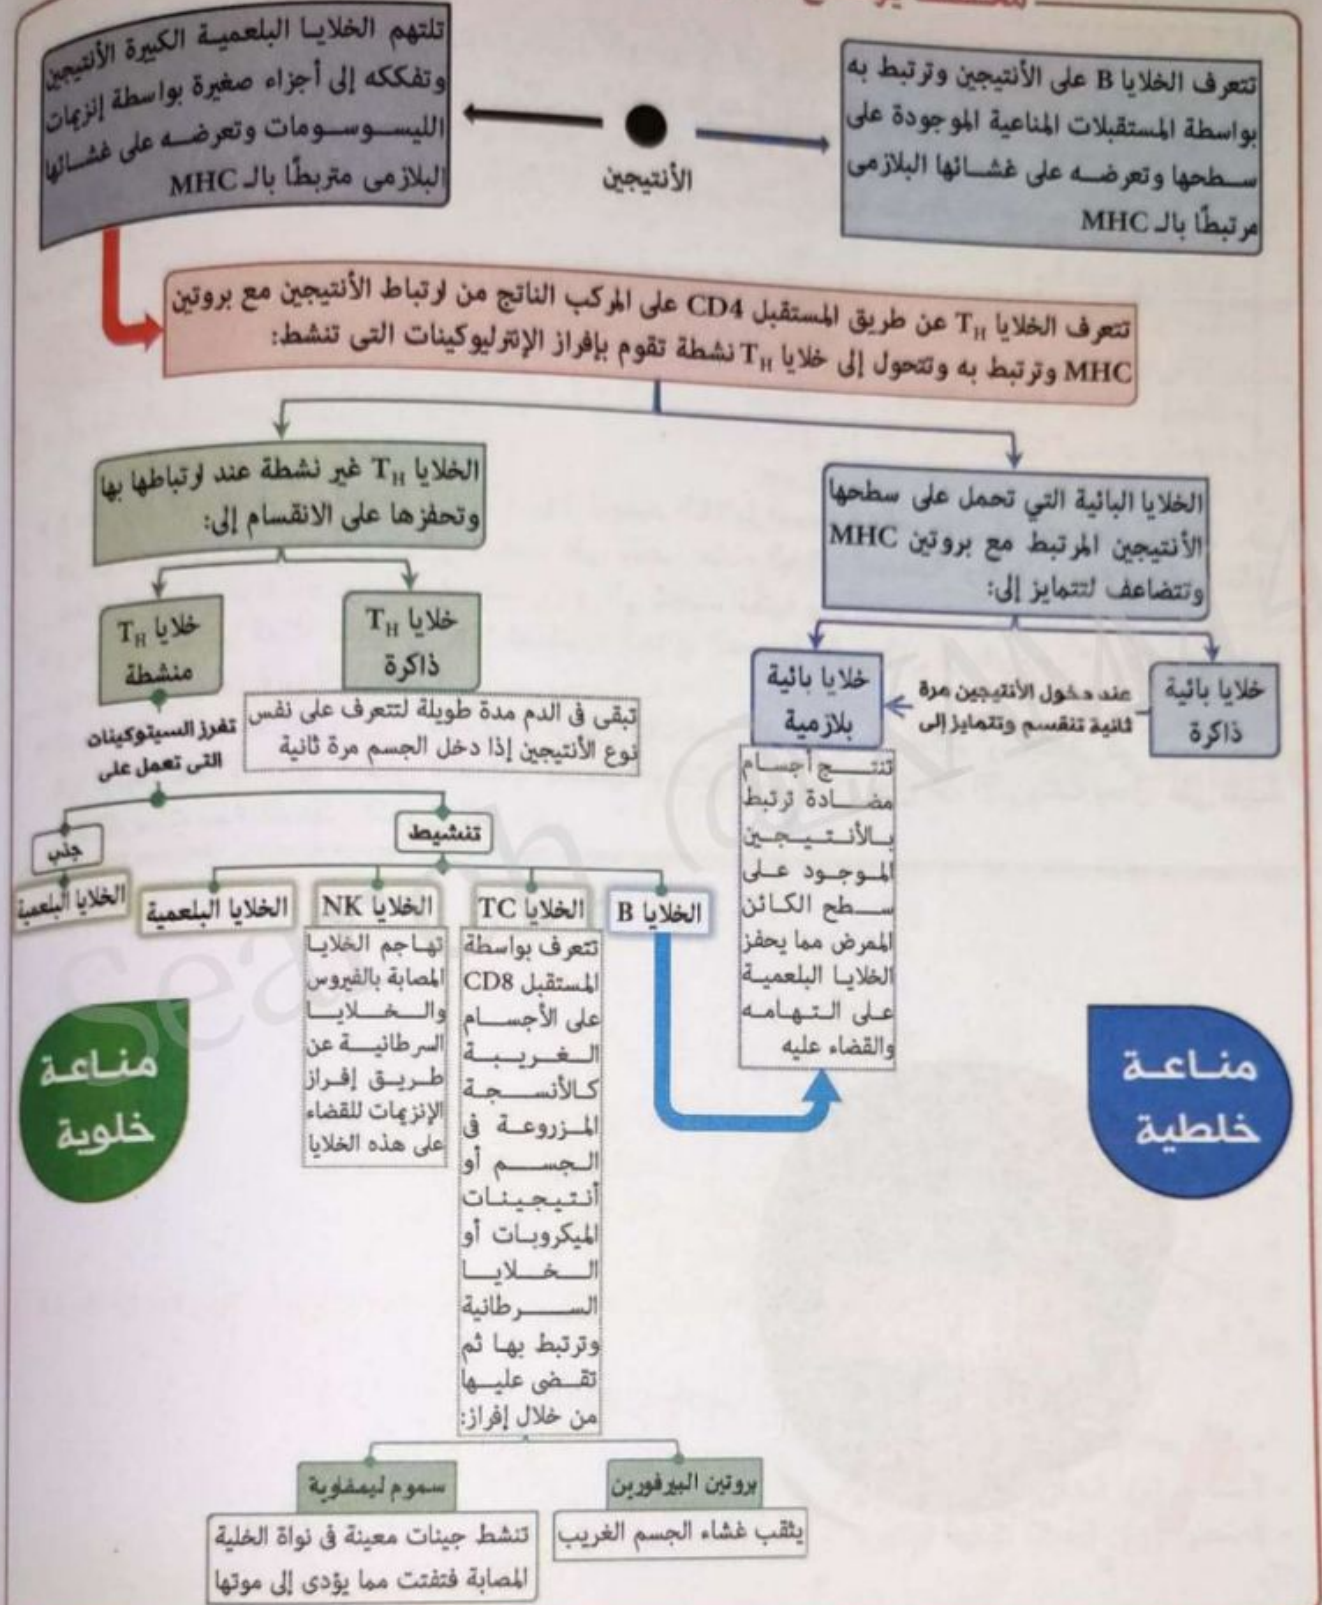 تتعرف الخلايا B على الأنتيجين وترتبط به
بواسطة المستقبلات المناعية الموجودة على
سطحها وتعرضه على غشائها البلازمى
مرتبطًا بالـ MHC
الأنتيجين
تلتهم الخلايا البلعمية الكبيرة الأنتيجين
وتفككه إلى أجزاء صغيرة بواسطة إنزيمات
الليسوسومات وتعرضه على غشائها
البلازمى متربطًا بالـ MHC
تتعرف الخلايا TH عن طريق المستقبل CD4 على المركب الناتج من ارتباط الأنتيجين مع بروتين
MHC وترتبط به وتتحول إلى خلايا TH نشطة تقوم بإفراز الإنترليوكينات التى تنشط:
الخلايا البائية التي تحمل على سطحها
الأنتيجين المرتبط مع بروتين MHC
وتتضاعف لتتمايز إلى:
خلايا بائية
ذاكرة
عند دخول الأنتيجين مرة
ثانية تنقسم وتتمايز إلى
خلايا بائية
بلازمية
تنتج أجسام
مضادة ترتبط
بالأنتيجين
الموجود على
سطح الكائن
الممرض مما يحفز
الخلايا البلعمية
على التهامه
والقضاء عليه
الخلايا TH غير نشطة عند ارتباطها بها
وتحفزها على الانقسام إلى:
خلايا TH
ذاكرة
تبقى فى الدم مدة طويلة لتتعرف على نفس
نوع الأنتيجين إذا دخل الجسم مرة ثانية
خلايا TH
منشطة
تفرز السيتوكينات
التى تعمل على
تنشيط
جذب
الخلايا B
الخلايا TC
تتعرف بواسطة
المستقبل CD8
على الأجسام
الغريبة
كالأنسجة
المزروعة فى
الجسم أو
أنتيجينات
الميكروبات أو
الخلايا
السرطانية
وترتبط بها ثم
تقضى عليها
من خلال إفراز:
الخلايا NK
تهاجم الخلايا
المصابة بالفيروس
والخلايا
السرطانية عن
طريق إفراز
الإنزيمات للقضاء
على هذه الخلايا
الخلايا البلعمية
الخلايا البلعمية
مناعة
خلطية
مناعة
خلوية
بروتين البيرفورين
يثقب غشاء الجسم الغريب
سموم ليمفاوية
تنشط جينات معينة فى نواة الخلية
المصابة فتفتت مما يؤدى إلى موتها